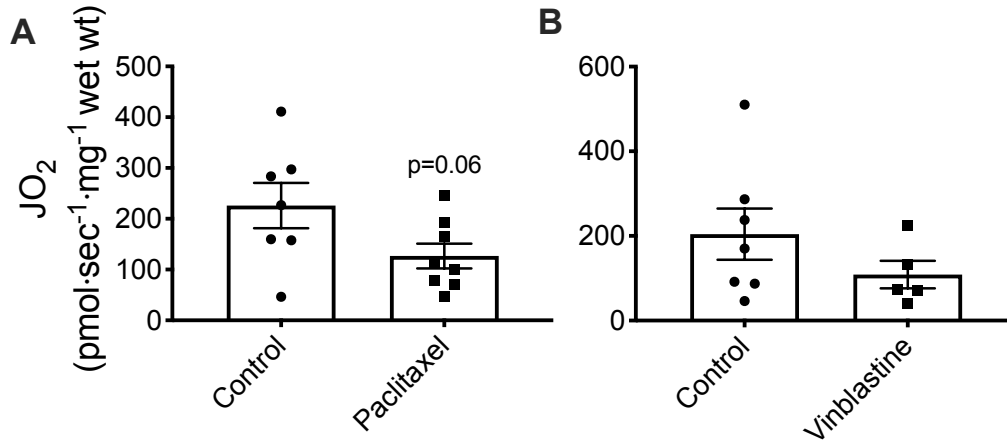 A
JO₂
(pmol·sec⁻¹·mg⁻¹ wet wt)
500
400
300
200
100
0
p=0.06
Control
Paclitaxel
B
600
400
200
0
Control
Vinblastine